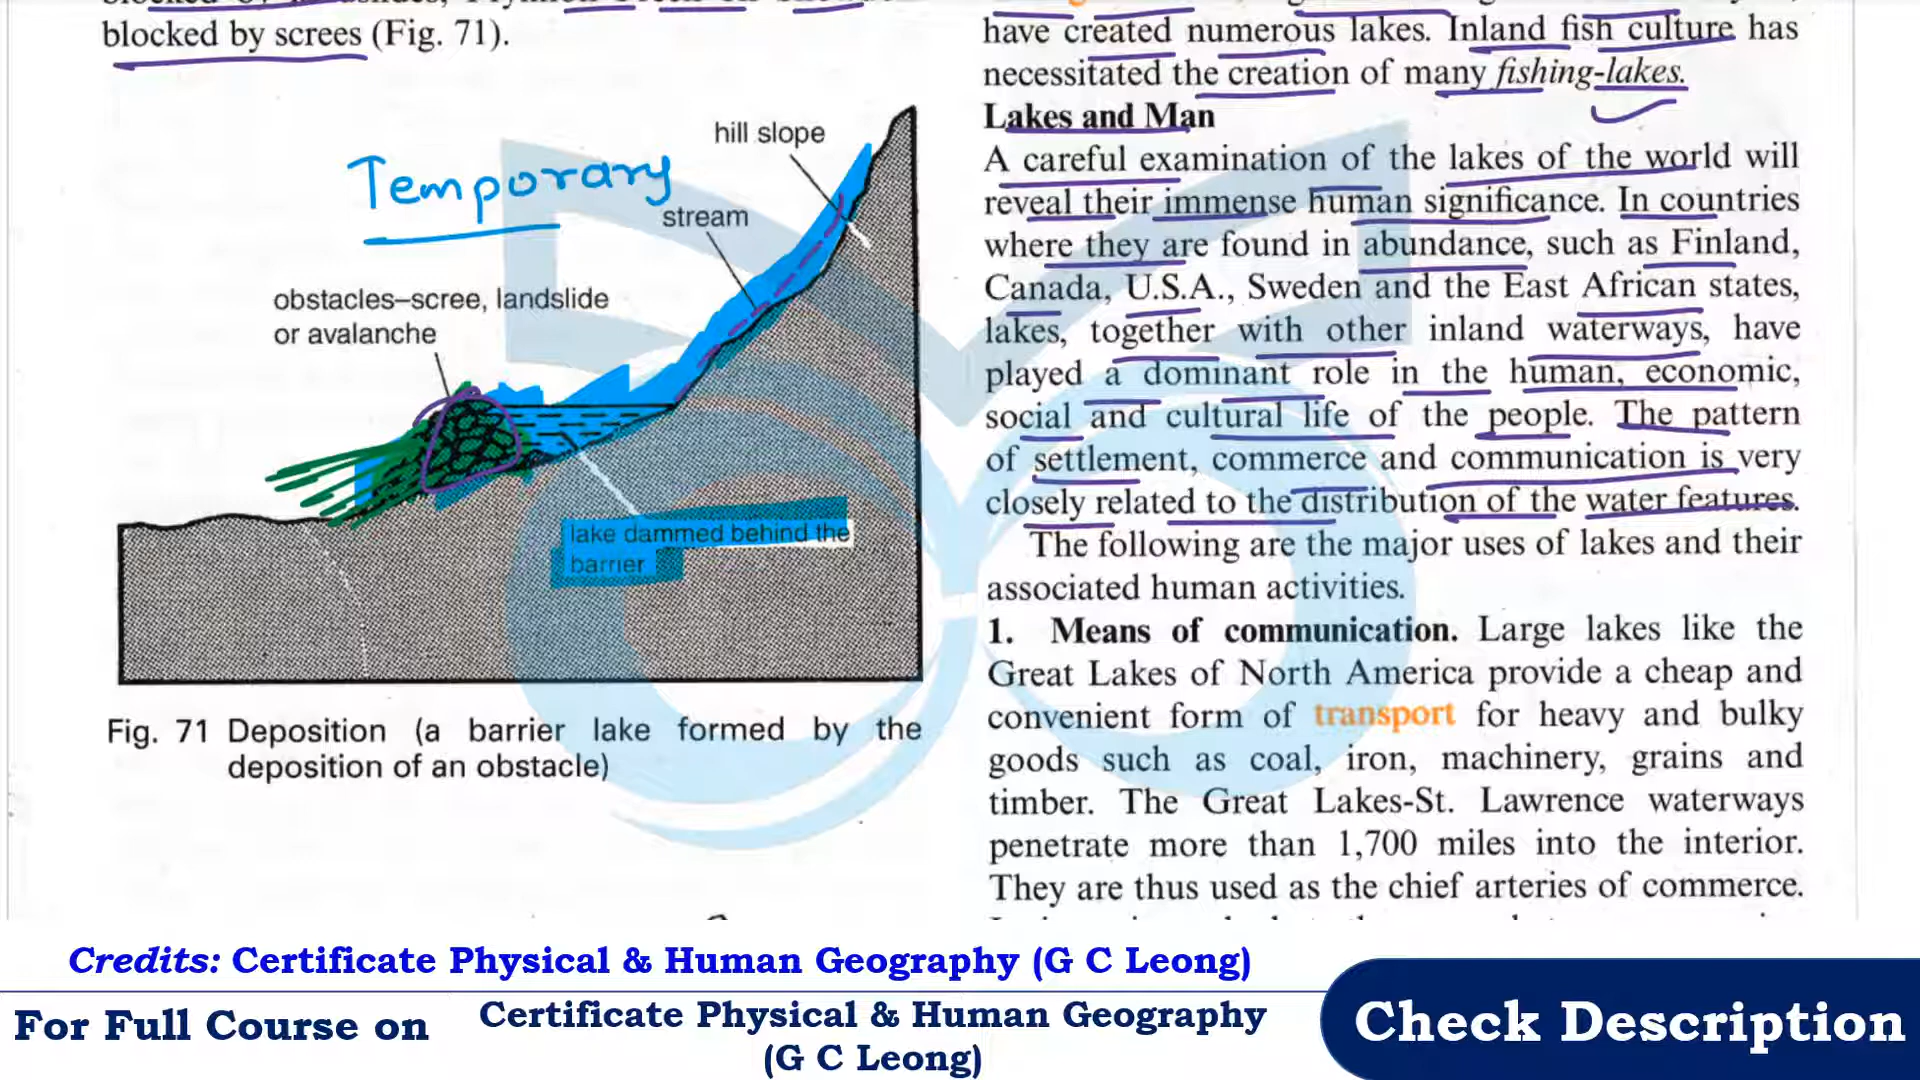 blocked by screes (Fig. 71).
hill slope
Temporary
stream
obstacles–scree, landslide
or avalanche
lake dammed behind the
barrier
Fig. 71 Deposition (a barrier lake formed by the
deposition of an obstacle)
have created numerous lakes. Inland fish culture has
necessitated the creation of many fishing-lakes.
Lakes and Man
A careful examination of the lakes of the world will
reveal their immense human significance. In countries
where they are found in abundance, such as Finland,
Canada, U.S.A., Sweden and the East African states,
lakes, together with other inland waterways, have
played a dominant role in the human, economic,
social and cultural life of the people. The pattern
of settlement, commerce and communication is very
closely related to the distribution of the water features.
The following are the major uses of lakes and their
associated human activities.
1. Means of communication. Large lakes like the
Great Lakes of North America provide a cheap and
convenient form of transport for heavy and bulky
goods such as coal, iron, machinery, grains and
timber. The Great Lakes-St. Lawrence waterways
penetrate more than 1,700 miles into the interior.
They are thus used as the chief arteries of commerce.
Credits: Certificate Physical & Human Geography (G C Leong)
For Full Course on
Certificate Physical & Human Geography
(G C Leong)
Check Description